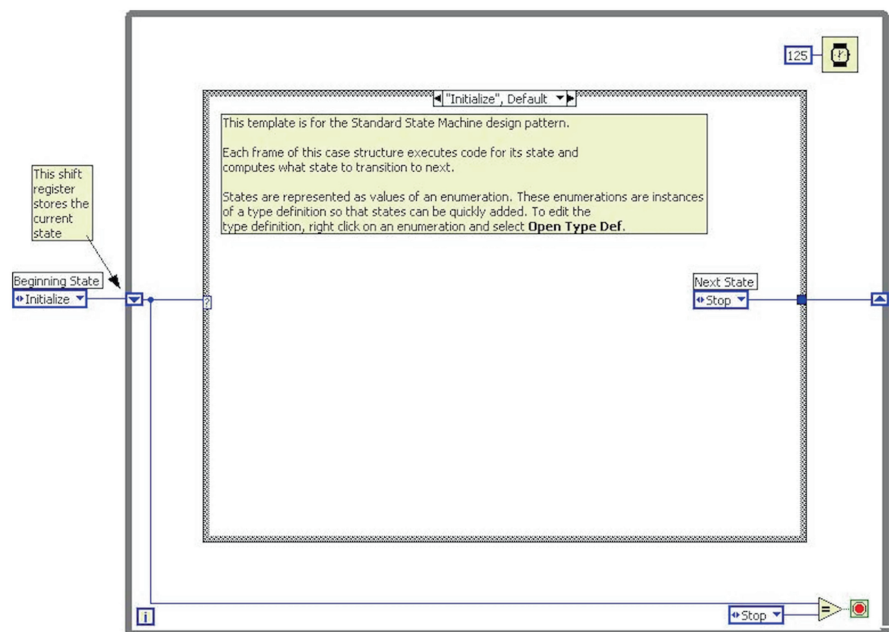 125
"Initialize", Default
This template is for the Standard State Machine design pattern.
Each frame of this case structure executes code for its state and
computes what state to transition to next.
States are represented as values of an enumeration. These enumerations are instances
of a type definition so that states can be quickly added. To edit the
type definition, right click on an enumeration and select Open Type Def.
This shift
register
stores the
current
state
Beginning State
Initialize
?
Next State
Stop
i
Stop
=